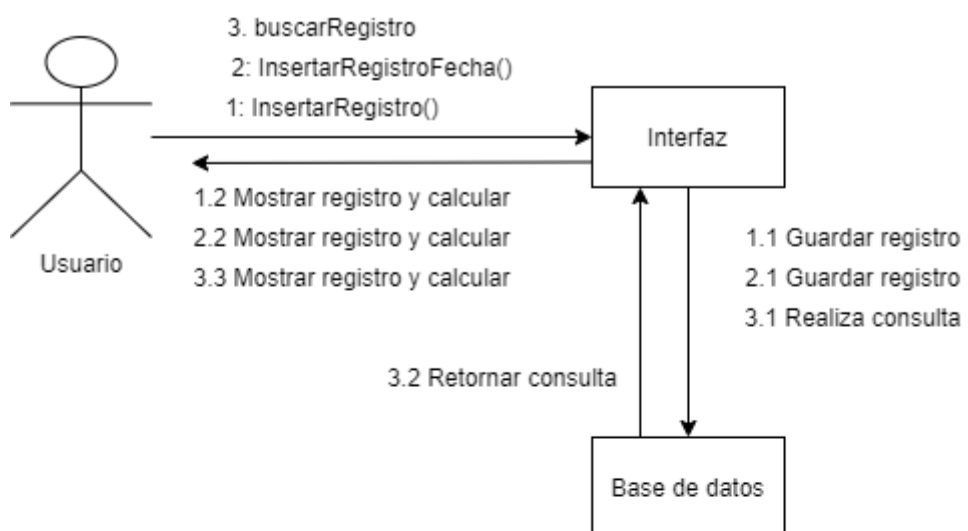 3. buscarRegistro
2: InsertarRegistroFecha()
1: InsertarRegistro()
Interfaz
1.2 Mostrar registro y calcular
2.2 Mostrar registro y calcular
3.3 Mostrar registro y calcular
Usuario
1.1 Guardar registro
2.1 Guardar registro
3.1 Realiza consulta
3.2 Retornar consulta
Base de datos